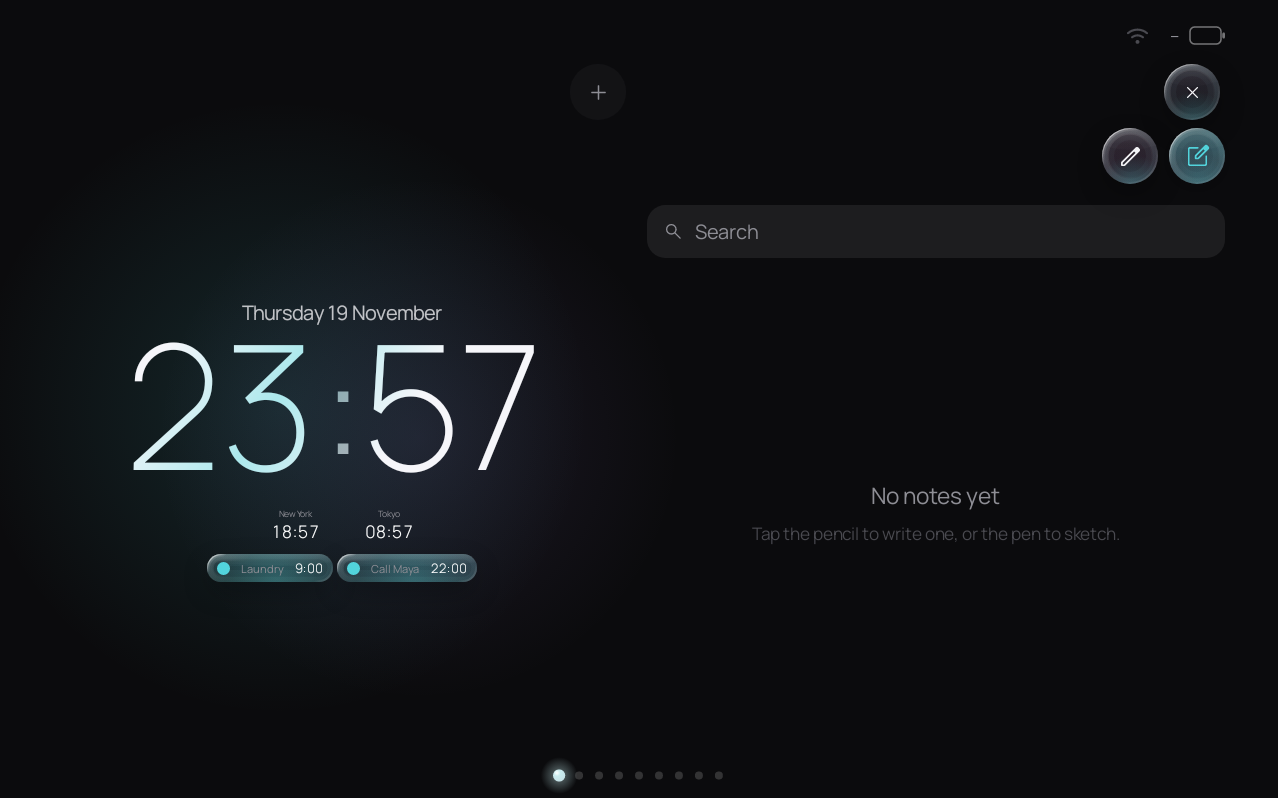 Thursday 19 November
23:57
New York
18:57
Tokyo
08:57
Laundry 9:00
Call Maya 22:00
Search
No notes yet
Tap the pencil to write one, or the pen to sketch.